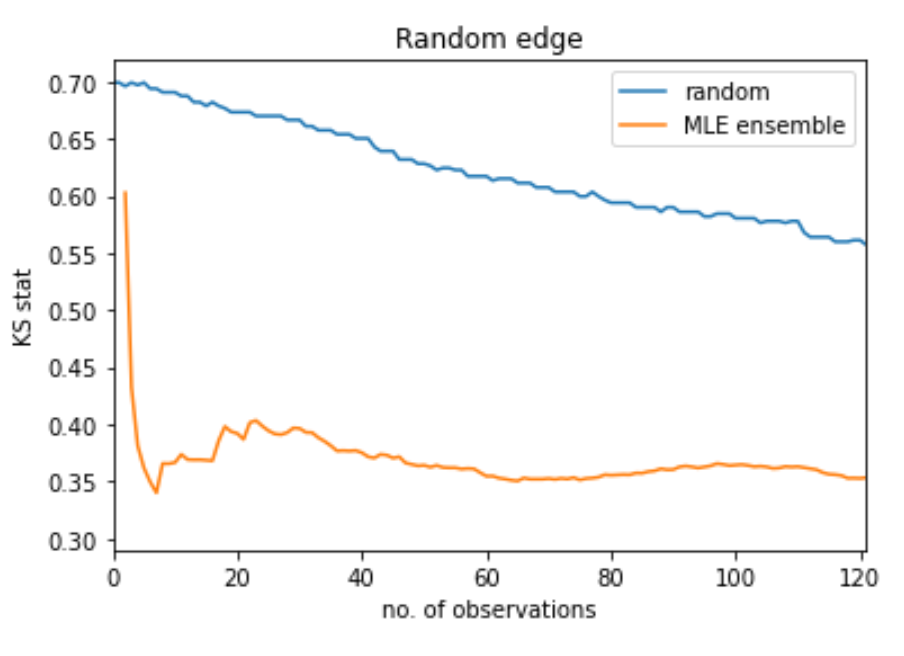 Random edge
random
MLE ensemble
KS stat
0.70
0.65
0.60
0.55
0.50
0.45
0.40
0.35
0.30
0 20 40 60 80 100 120
no. of observations